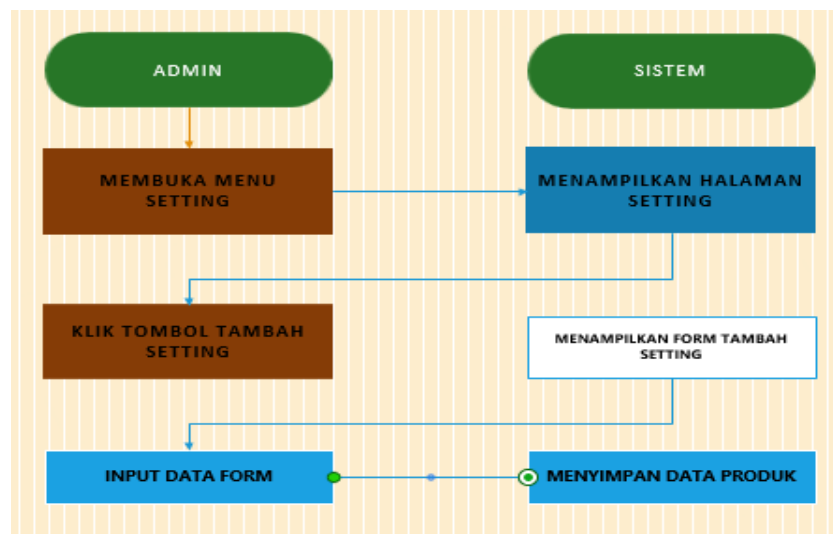 ADMIN
SISTEM
MEMBUKA MENU
SETTING
MENAMPILKAN HALAMAN
SETTING
KLIK TOMBOL TAMBAH
SETTING
MENAMPILKAN FORM TAMBAH
SETTING
INPUT DATA FORM
MENYIMPAN DATA PRODUK